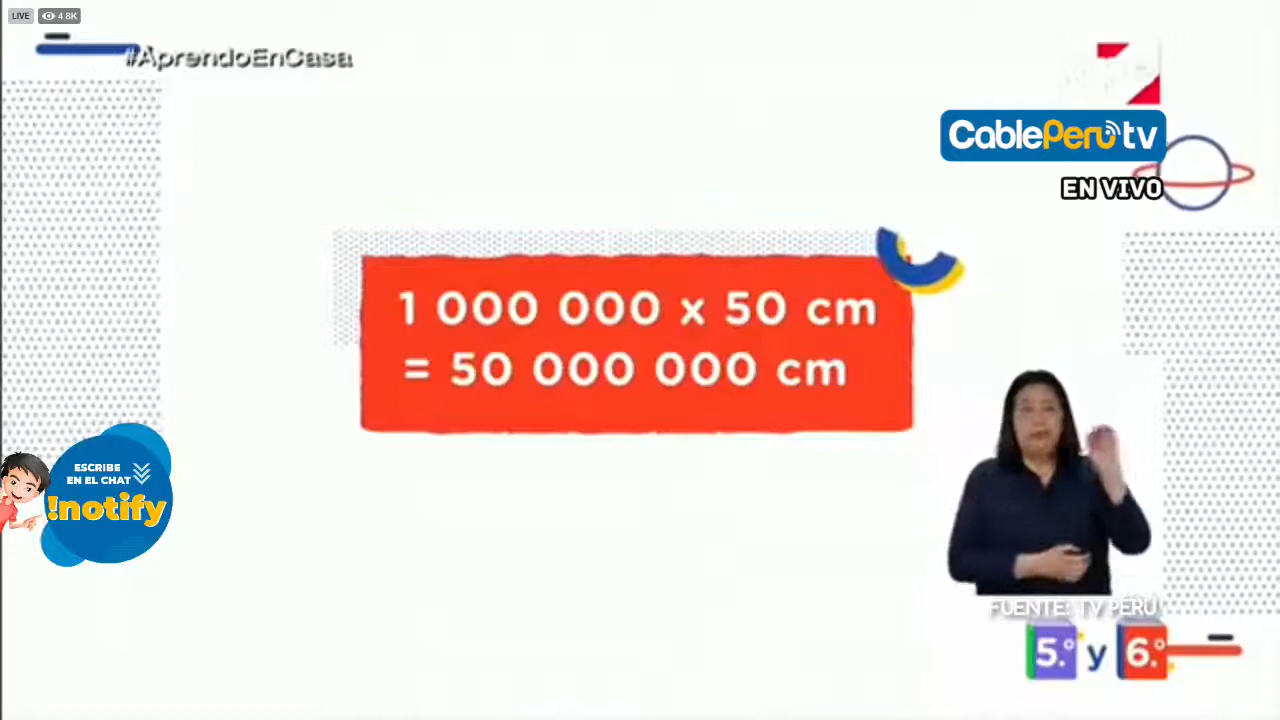 LIVE 4.8K
#AprendoEnCasa
CablePerú tv
EN VIVO
1 000 000 x 50 cm
= 50 000 000 cm
ESCRIBE
EN EL CHAT
!notify
FUENTE: TV PERÚ
5.° y 6.°